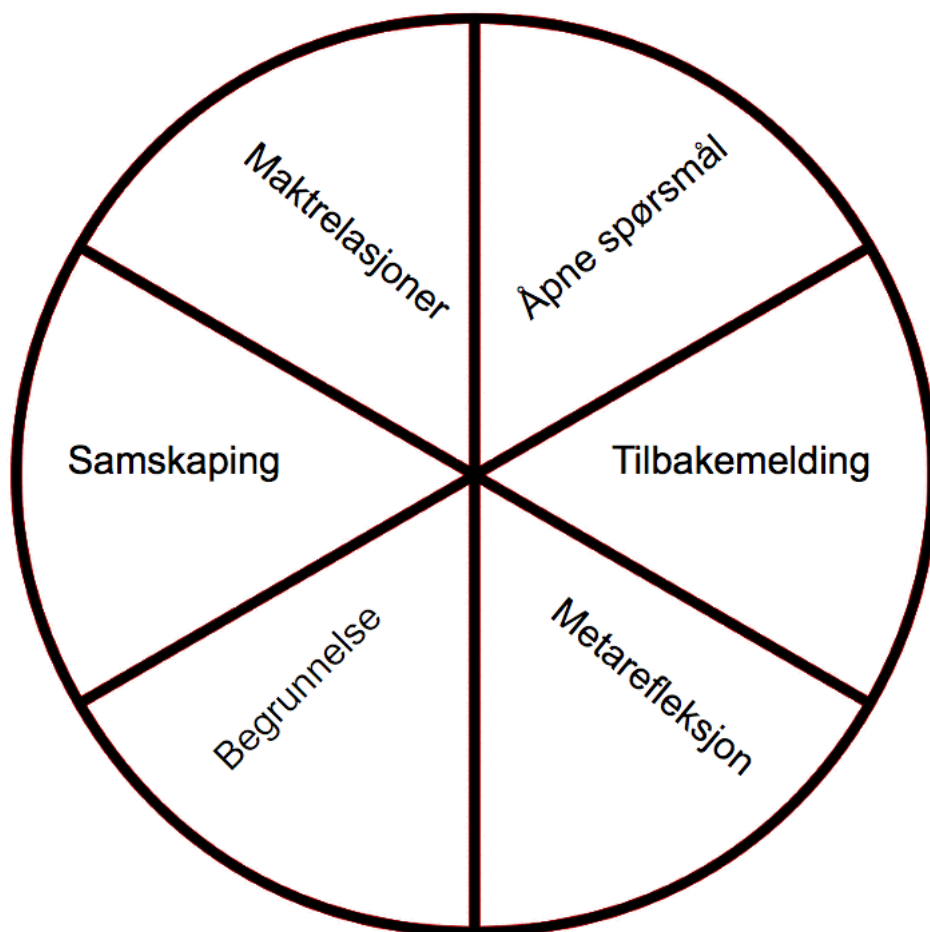 Maktrelasjoner
Åpne spørsmål
Samskaping
Tilbakemelding
Begrunnelse
Metarefleksjon